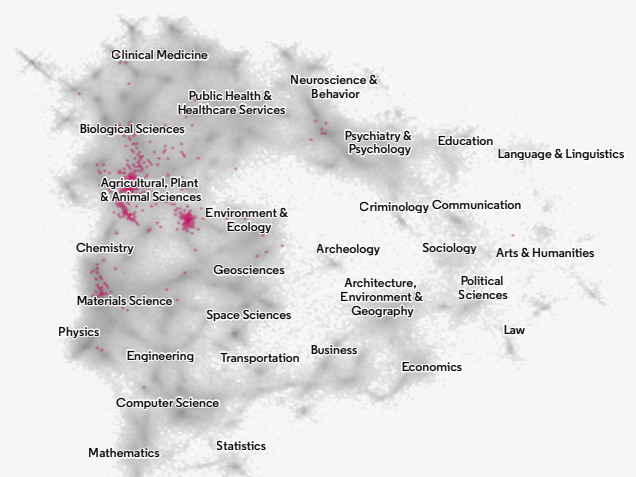 Clinical Medicine
Neuroscience &
Behavior
Public Health &
Healthcare Services
Biological Sciences
Psychiatry &
Psychology
Education
Language & Linguistics
Agricultural, Plant
& Animal Sciences
Environment &
Ecology
Criminology
Communication
Chemistry
Archeology
Sociology
Arts & Humanities
Geosciences
Architecture,
Environment &
Geography
Political
Sciences
Materials Science
Space Sciences
Physics
Law
Engineering
Transportation
Business
Economics
Computer Science
Mathematics
Statistics